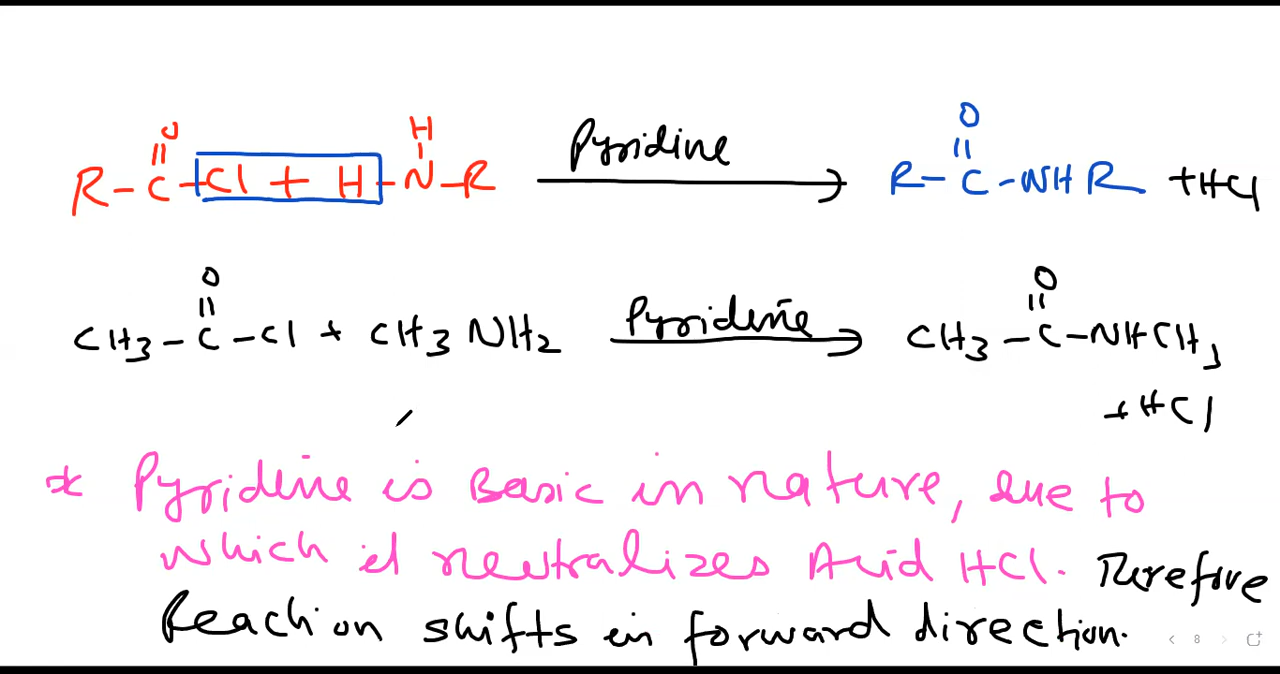 O H O
|| | Pyridine ||
R-C-Cl + H-N-R → R-C-NHR +HCl
O O
|| Pyridine ||
CH3-C-Cl + CH3NH2 → CH3-C-NHCH3
+HCl
* Pyridine is Basic in nature, due to
which it neutralizes Acid HCl. Therefore
Reaction shifts in forward direction.
< 8 >